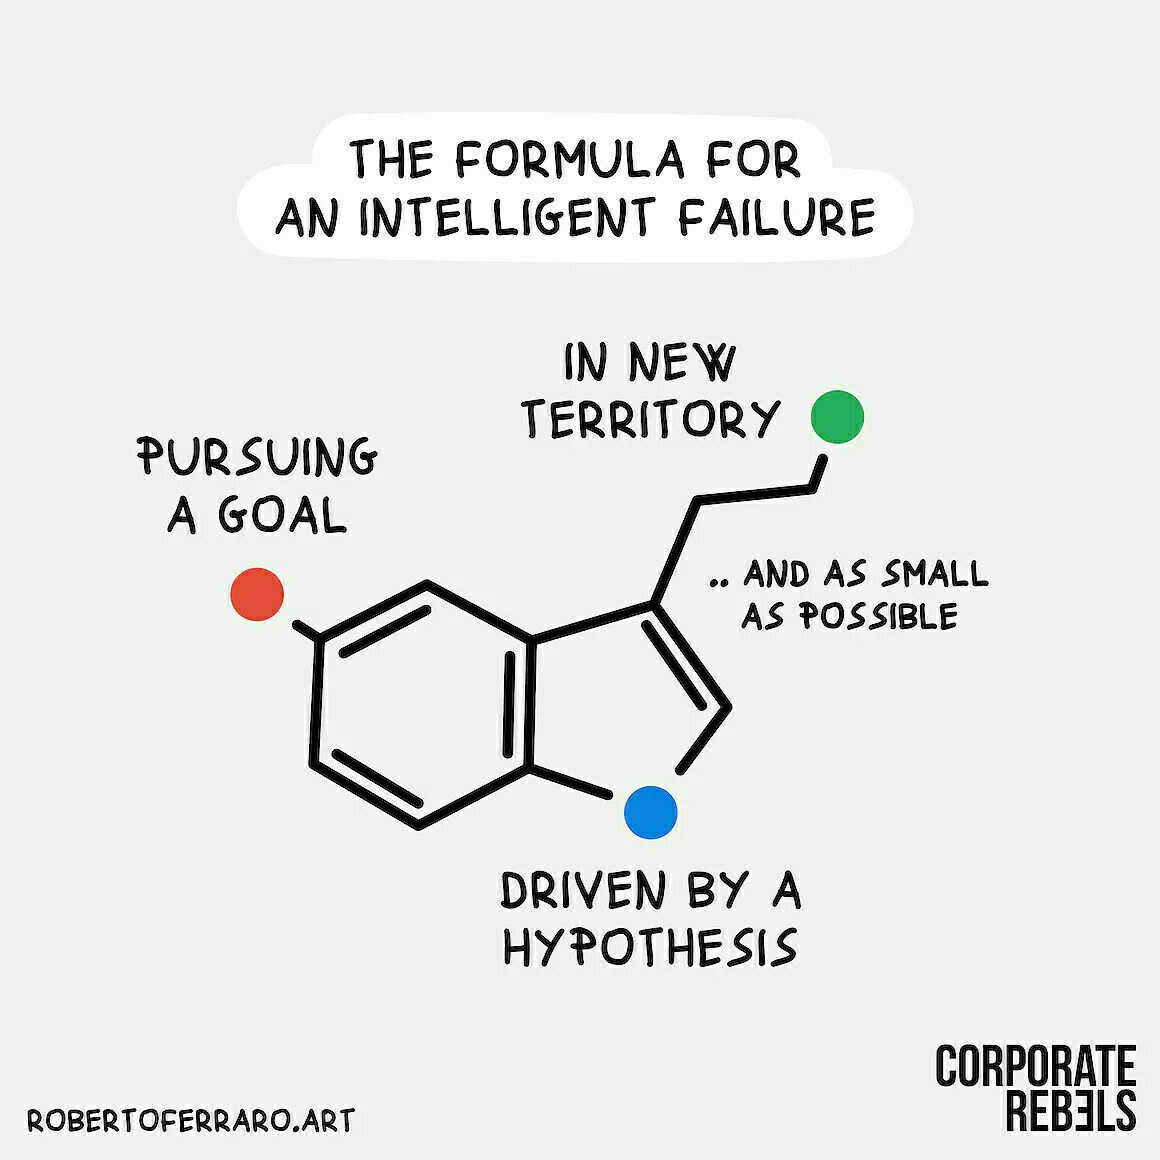 THE FORMULA FOR
AN INTELLIGENT FAILURE
IN NEW
TERRITORY
PURSUING
A GOAL
.. AND AS SMALL
AS POSSIBLE
DRIVEN BY A
HYPOTHESIS
CORPORATE
REBELS
ROBERTOFERRARO.ART